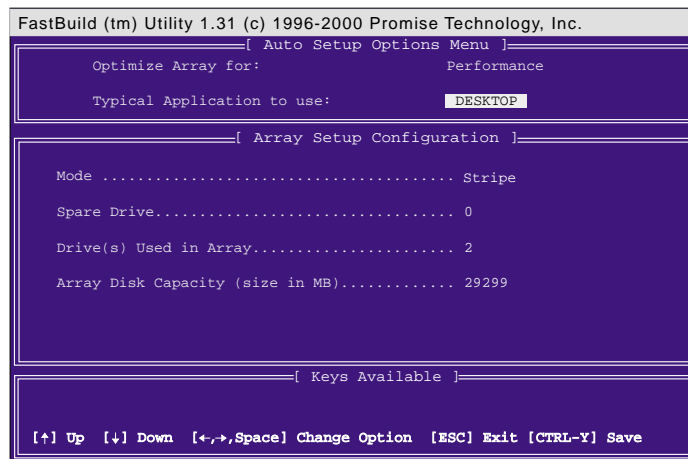 FastBuild (tm) Utility 1.31 (c) 1996-2000 Promise Technology, Inc.
[ Auto Setup Options Menu ]
Optimize Array for: Performance
Typical Application to use: DESKTOP
[ Array Setup Configuration ]
Mode ........................................ Stripe
Spare Drive.................................. 0
Drive(s) Used in Array....................... 2
Array Disk Capacity (size in MB)............. 29299
[ Keys Available ]
[↑] Up [↓] Down [←,→,Space] Change Option [ESC] Exit [CTRL-Y] Save